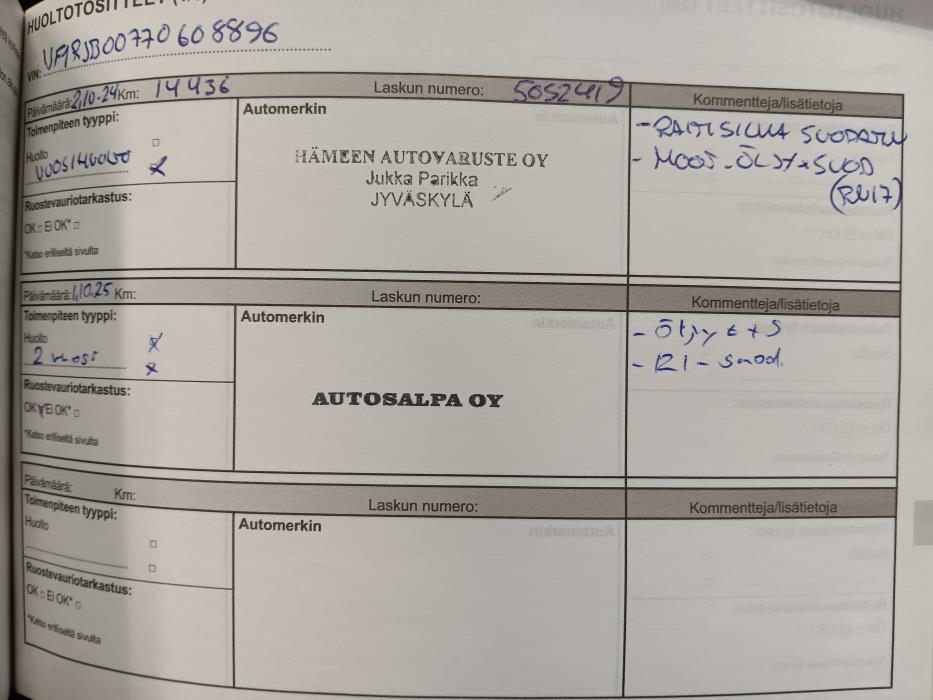 HUOLTOTOSITTEET
VIN: VF1RJB00770608896
Päivämäärä: 2,10-24 Km: 14436 Laskun numero: 5052419 Kommentteja/lisätietoja
Toimenpiteen tyyppi:
Huolto
VUOSIHUOLTO
Ruostevauriotarkastus:
OK □ Ei OK* □
*Katso erilliseltä sivulta
Automerkin
HÄMEEN AUTOVARUSTE OY
Jukka Parikka
JYVÄSKYLÄ
- RAITISILMA SUODATIN
- MOOT-ÖLJY+SUOD
(RN17)
Päivämäärä: 1,10.25 Km: Laskun numero: Kommentteja/lisätietoja
Toimenpiteen tyyppi:
Huolto
2 vuosi
Ruostevauriotarkastus:
OK Ei OK* □
*Katso erilliseltä sivulta
Automerkin
AUTOSALPA OY
- Öljyt + S
- RI - suod.
Päivämäärä: Km: Laskun numero: Kommentteja/lisätietoja
Toimenpiteen tyyppi:
Huolto
Ruostevauriotarkastus:
OK □ Ei OK* □
*Katso erilliseltä sivulta
Automerkin